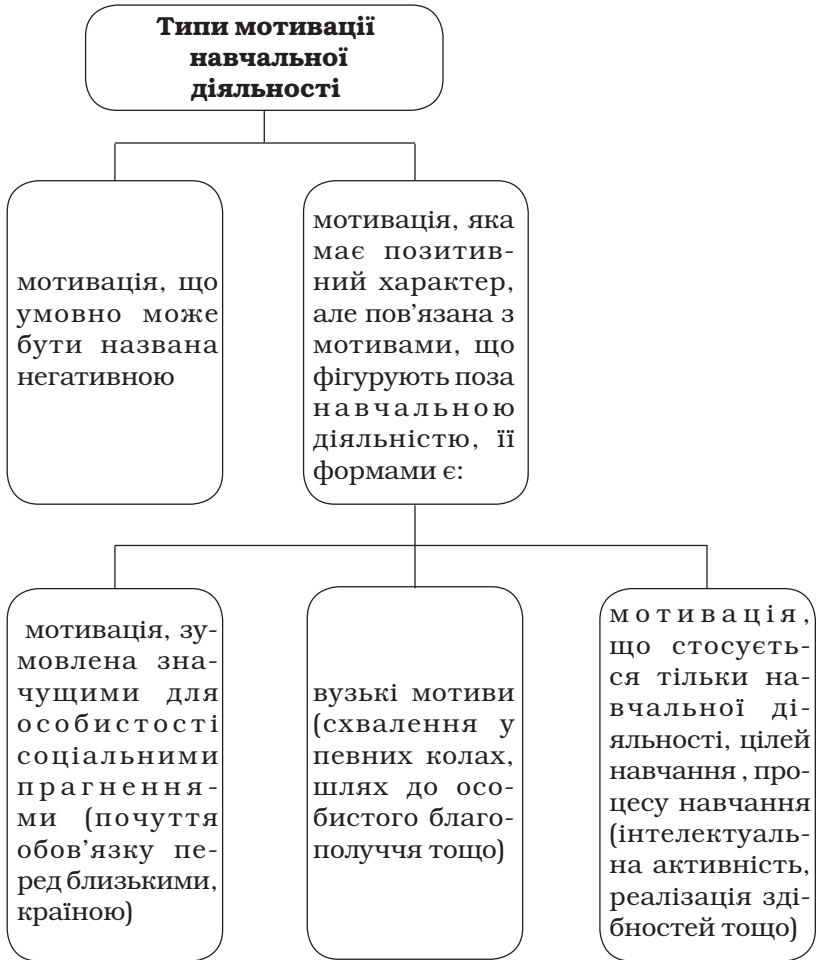 Типи мотивації
навчальної
діяльності
мотивація, що
умовно може
бути названа
негативною
мотивація, яка
має позитив-
ний характер,
але пов’язана з
мотивами, що
фігурують поза
навчальною
діяльністю, її
формами є:
мотивація, зу-
мовлена зна-
чущими для
особистості
соціальними
прагнення-
ми (почуття
обов’язку пе-
ред близькими,
країною)
вузькі мотиви
(схвалення у
певних колах,
шлях до осо-
бистого благо-
получчя тощо)
мотивація,
що стосуєть-
ся тільки на-
вчальної ді-
яльності, цілей
навчання , про-
цесу навчання
(інтелектуаль-
на активність,
реалізація зді-
бностей тощо)